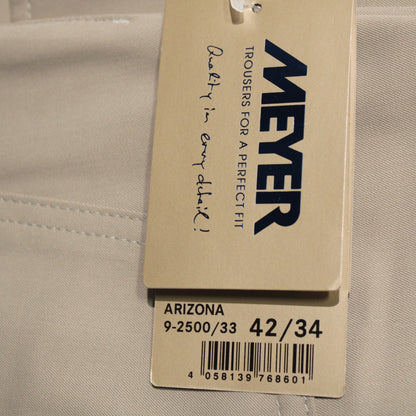 MEYER
TROUSERS FOR A PERFECT FIT
Quality in every detail!
ARIZONA
9-2500/33 42/34
4 058139 768601